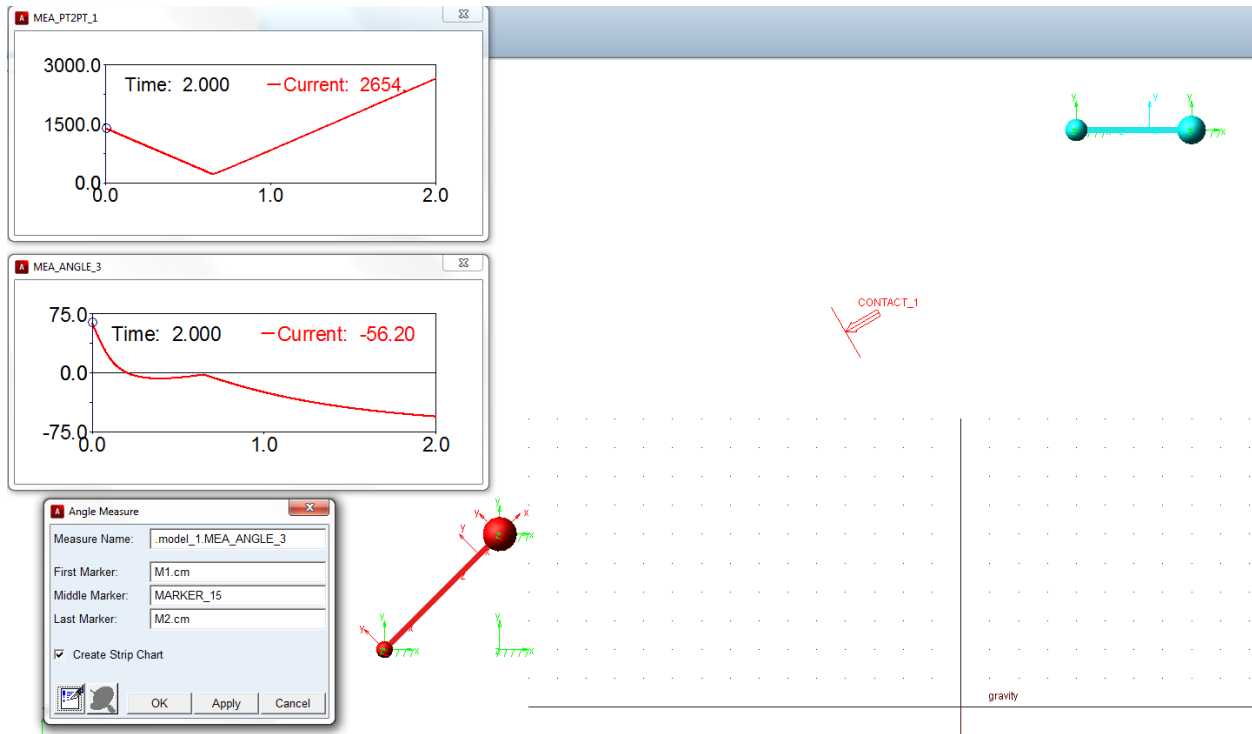 MEA_PT2PT_1
3000.0
Time: 2.000 Current: 2654.
1500.0
0.0
0.0 1.0 2.0
MEA_ANGLE_3
75.0
Time: 2.000 Current: -56.20
0.0
-75.0
0.0 1.0 2.0
Angle Measure
Measure Name: .model_1.MEA_ANGLE_3
First Marker: M1.cm
Middle Marker: MARKER_15
Last Marker: M2.cm
Create Strip Chart
OK Apply Cancel
y y y
x
CONTACT_1
y y x
y z x
z
y x y
x z x
gravity